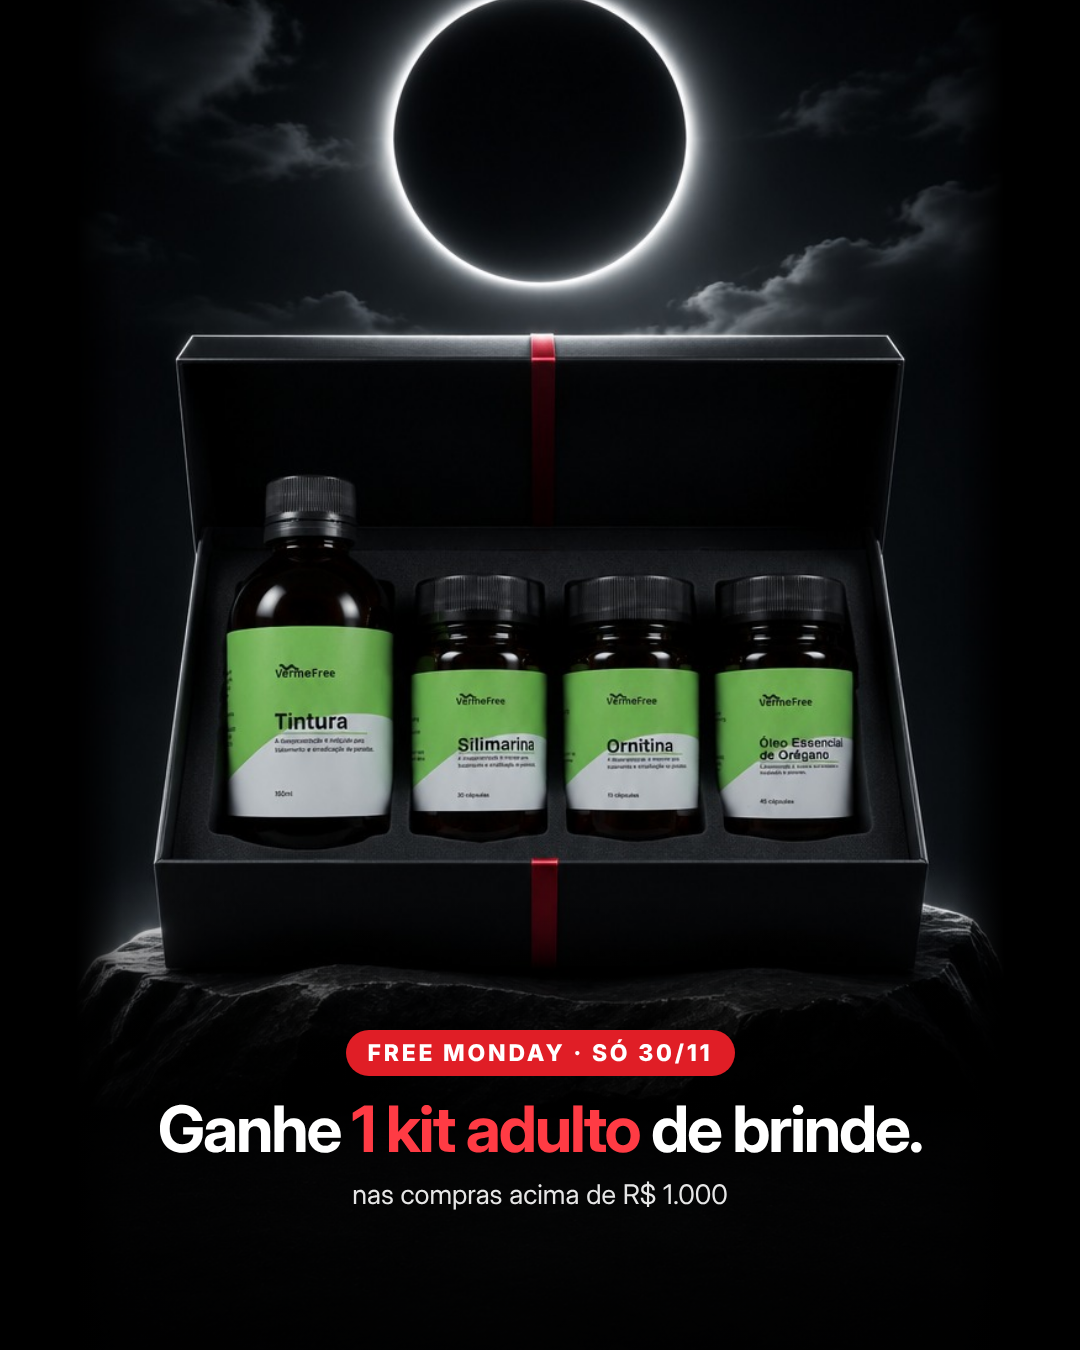 VermeFree
Tintura
150ml
VermeFree
Silimarina
30 cápsulas
VermeFree
Ornitina
cápsulas
VermeFree
Óleo Essencial
de Orégano
45 cápsulas
FREE MONDAY · SÓ 30/11
Ganhe 1 kit adulto de brinde.
nas compras acima de R$ 1.000